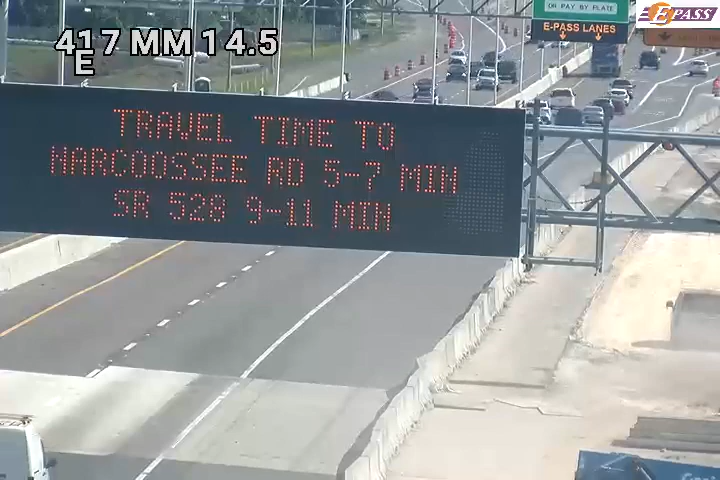 417 MM 14.5
E
E-PASS
OR PAY BY PLATE
E-PASS LANES
TRAVEL TIME TO
NARCOOSSEE RD 5-7 MIN
SR 528 9-11 MIN